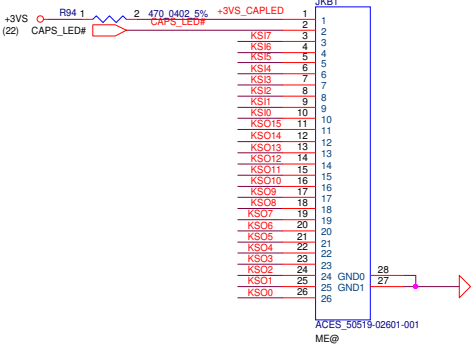 JKB1
+3VS R94 1 2 470_0402_5% +3VS_CAPLED 1 1
(22) CAPS_LED# CAPS_LED# 2 2
KSI7 3 3
KSI6 4 4
KSI5 5 5
KSI4 6 6
KSI3 7 7
KSI2 8 8
KSI1 9 9
KSI0 10 10
KSO15 11 11
KSO14 12 12
KSO13 13 13
KSO12 14 14
KSO11 15 15
KSO10 16 16
KSO9 17 17
KSO8 18 18
KSO7 19 19
KSO6 20 20
KSO5 21 21
KSO4 22 22
KSO3 23 23
KSO2 24 24 GND0 28
KSO1 25 25 GND1 27
KSO0 26 26
ACES_50519-02601-001
ME@